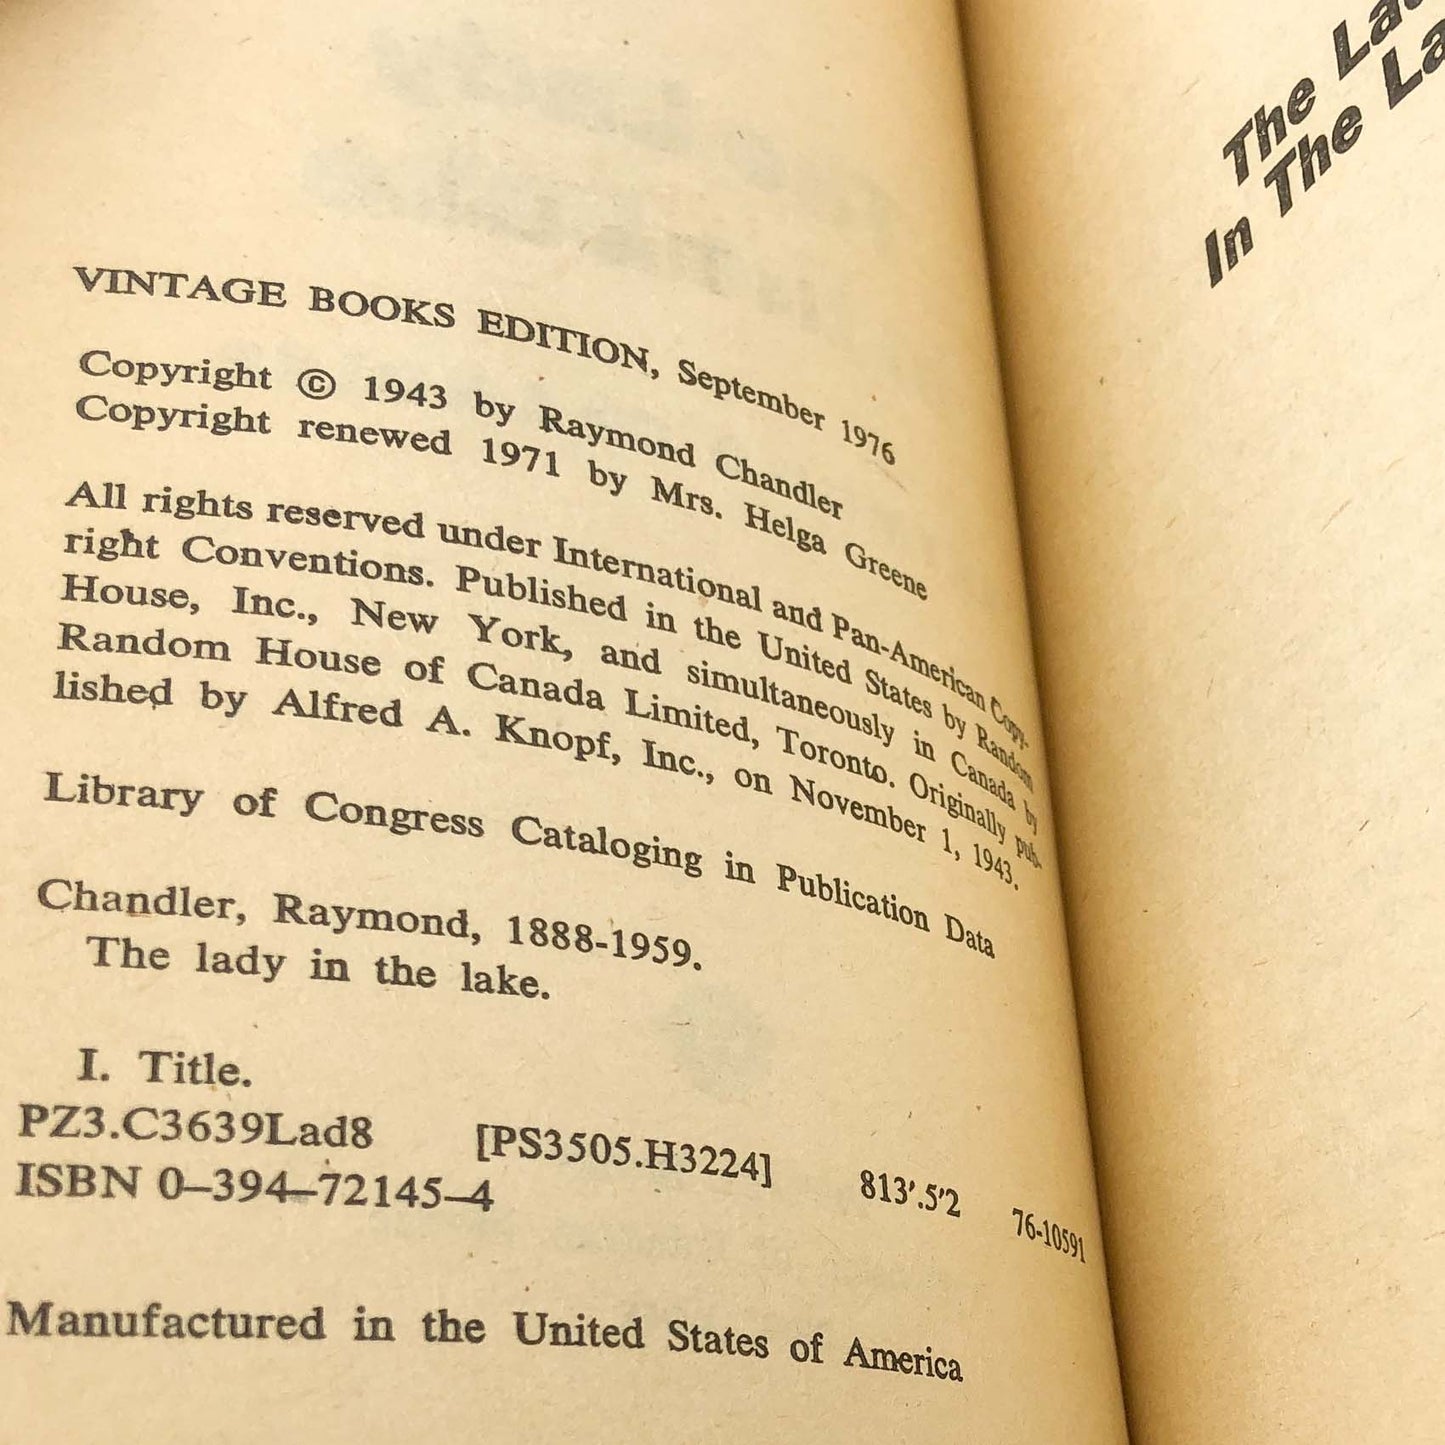 VINTAGE BOOKS EDITION, September 1976
Copyright © 1943 by Raymond Chandler
Copyright renewed 1971 by Mrs. Helga Greene
All rights reserved under International and Pan-American Copy-
right Conventions. Published in the United States by Random
House, Inc., New York, and simultaneously in Canada by
Random House of Canada Limited, Toronto. Originally pub-
lished by Alfred A. Knopf, Inc., on November 1, 1943.
Library of Congress Cataloging in Publication Data
Chandler, Raymond, 1888-1959.
The lady in the lake.
I. Title.
PZ3.C3639Lad8 [PS3505.H3224] 813'.5'2 76-10591
ISBN 0-394-72145-4
Manufactured in the United States of America
The
In The